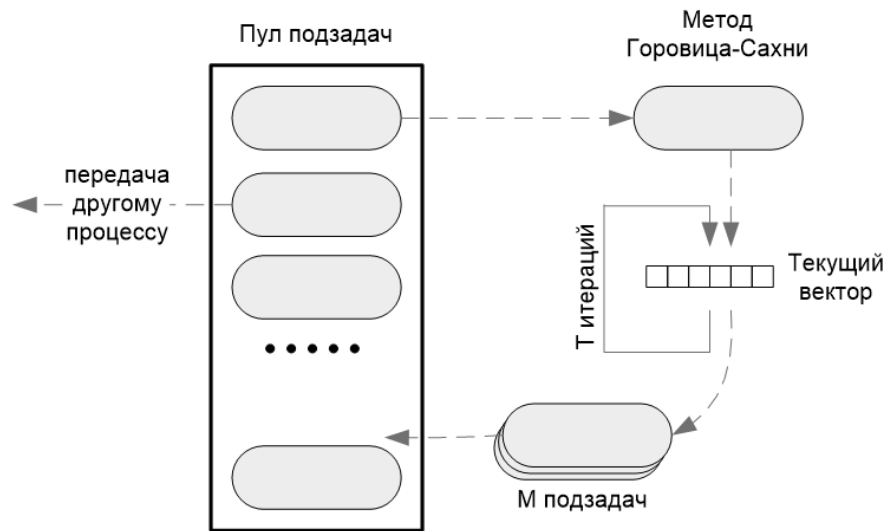 Пул подзадач
Метод
Горовица-Сахни
передача
другому
процессу
T итераций
Текущий
вектор
M подзадач